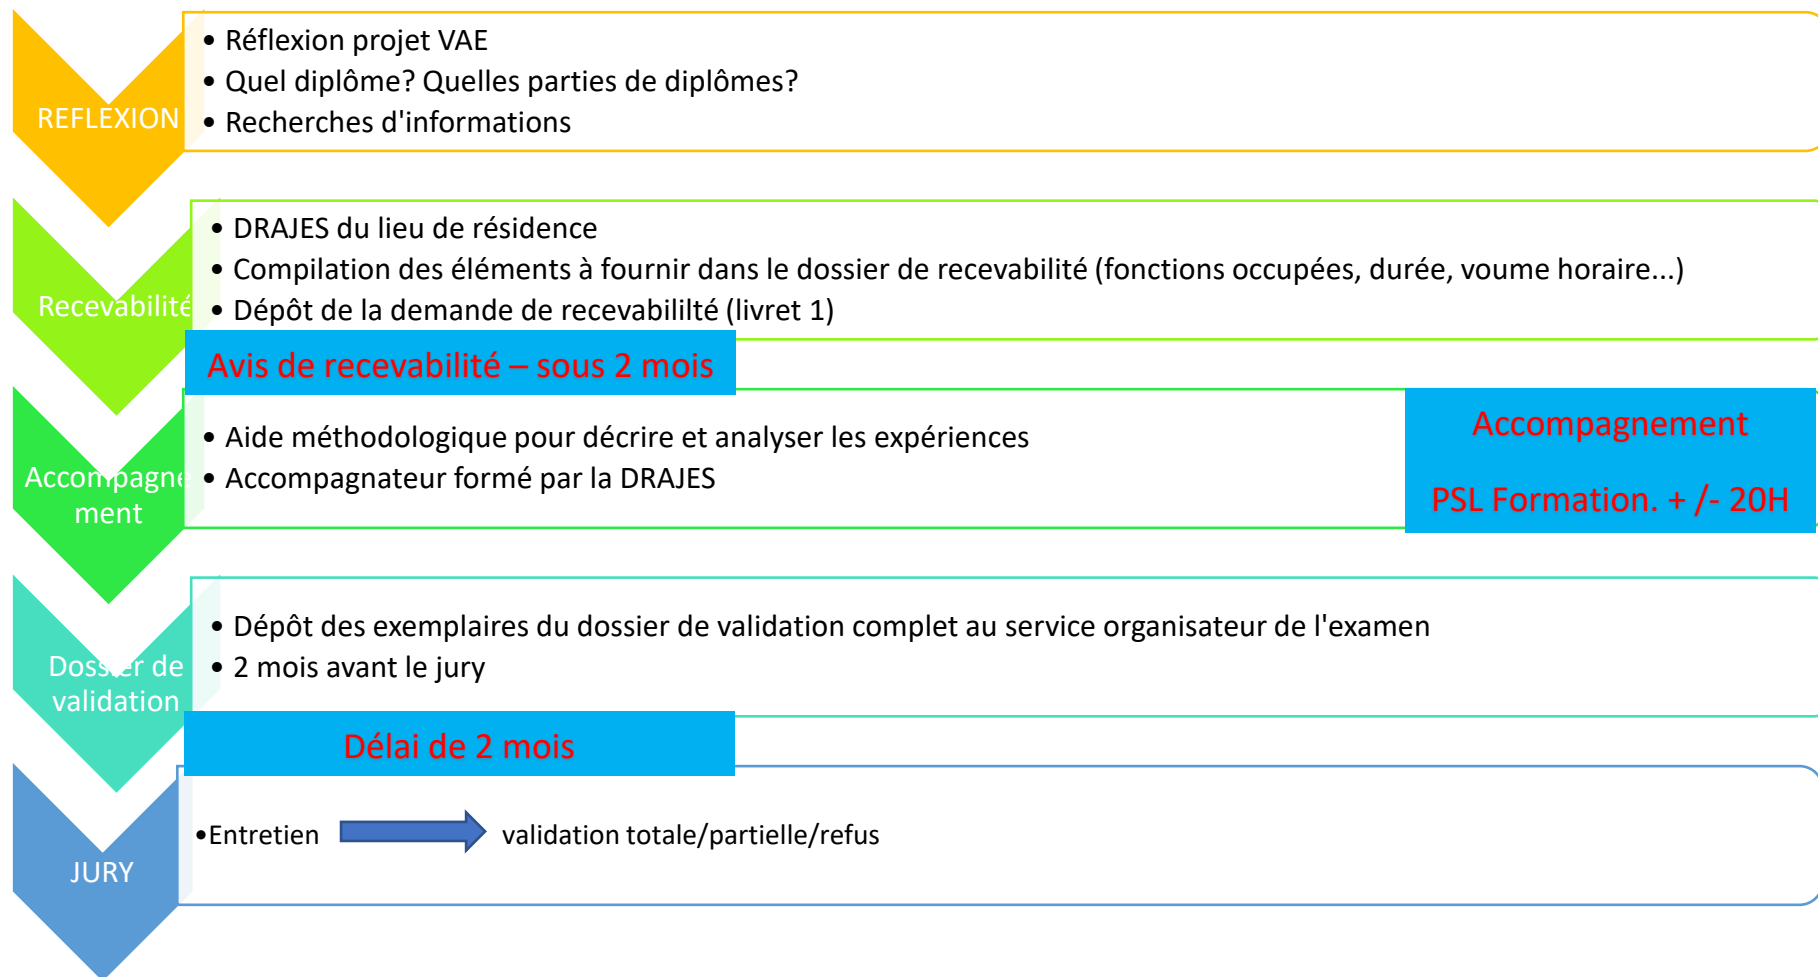 REFLEXION
• Réflexion projet VAE
• Quel diplôme? Quelles parties de diplômes?
• Recherches d'informations
Recevabilité
• DRAJES du lieu de résidence
• Compilation des éléments à fournir dans le dossier de recevabilité (fonctions occupées, durée, voume horaire...)
• Dépôt de la demande de recevabililté (livret 1)
Avis de recevabilité – sous 2 mois
Accompagne
ment
• Aide méthodologique pour décrire et analyser les expériences
• Accompagnateur formé par la DRAJES
Accompagnement
PSL Formation. + /- 20H
Dossier de
validation
• Dépôt des exemplaires du dossier de validation complet au service organisateur de l'examen
• 2 mois avant le jury
Délai de 2 mois
JURY
•Entretien validation totale/partielle/refus